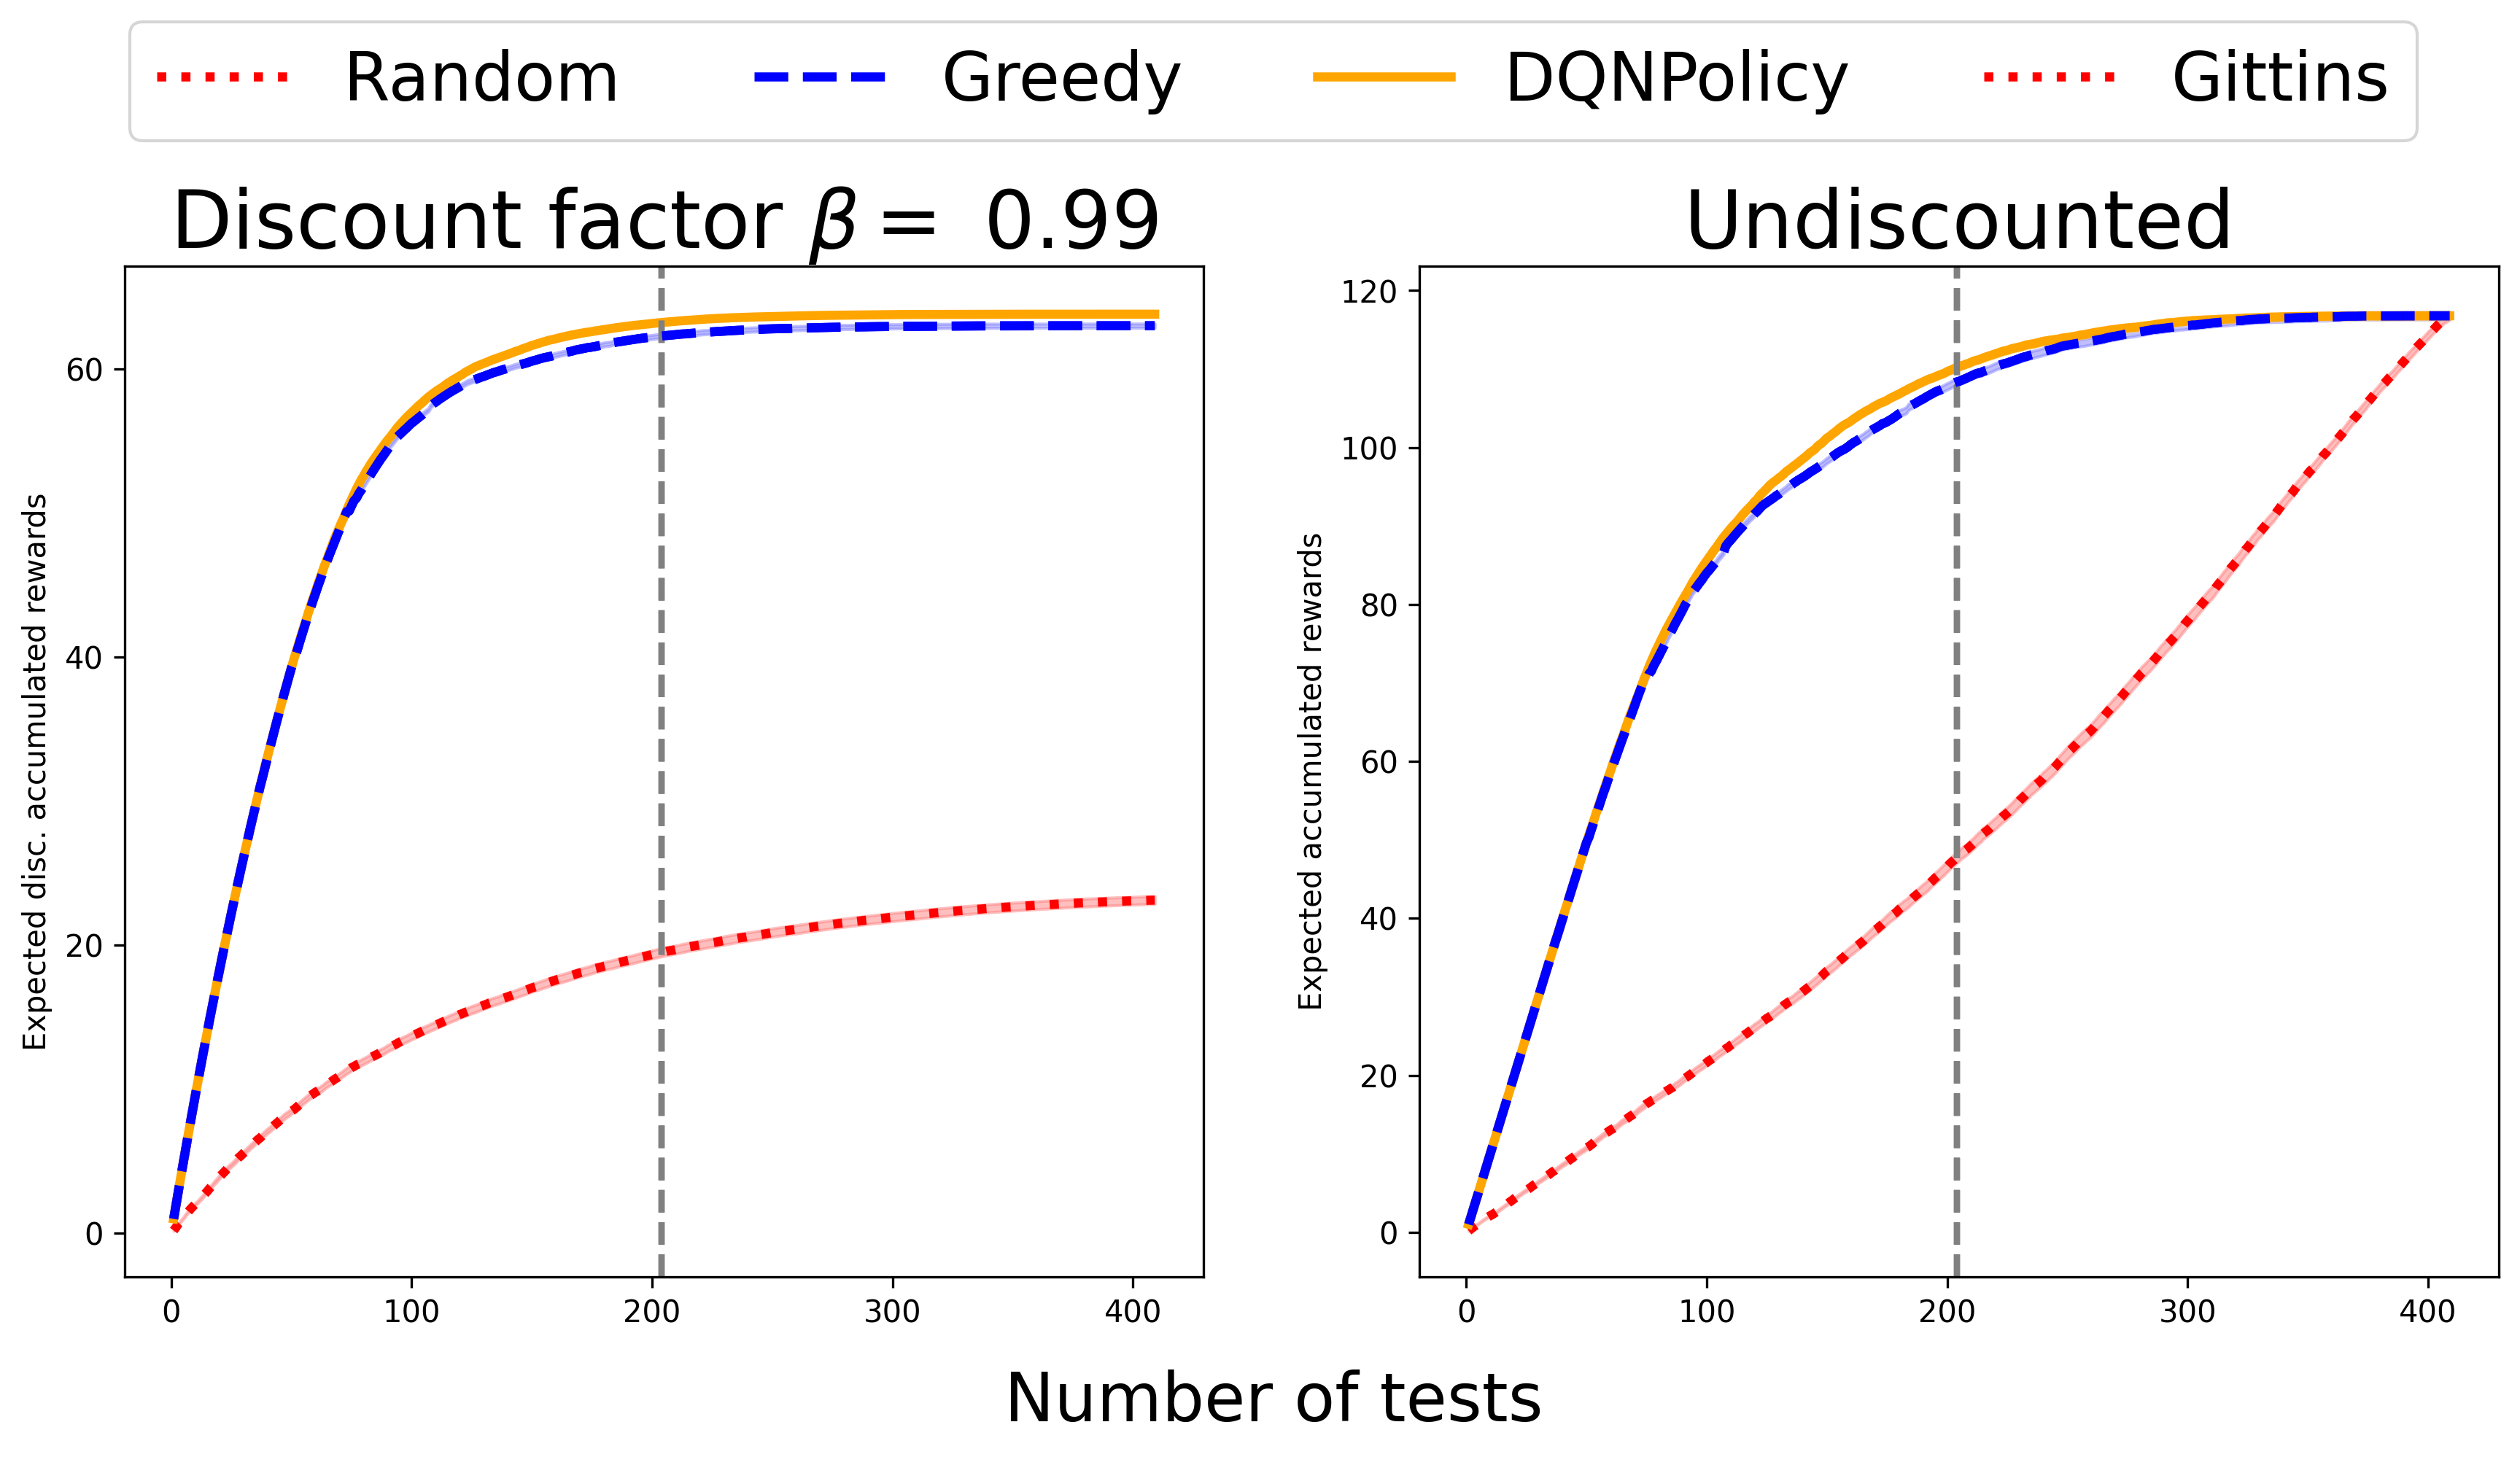 Random Greedy DQNPolicy Gittins
Discount factor β = 0.99
Expected disc. accumulated rewards
60
40
20
0
0 100 200 300 400
Undiscounted
Expected accumulated rewards
120
100
80
60
40
20
0
0 100 200 300 400
Number of tests